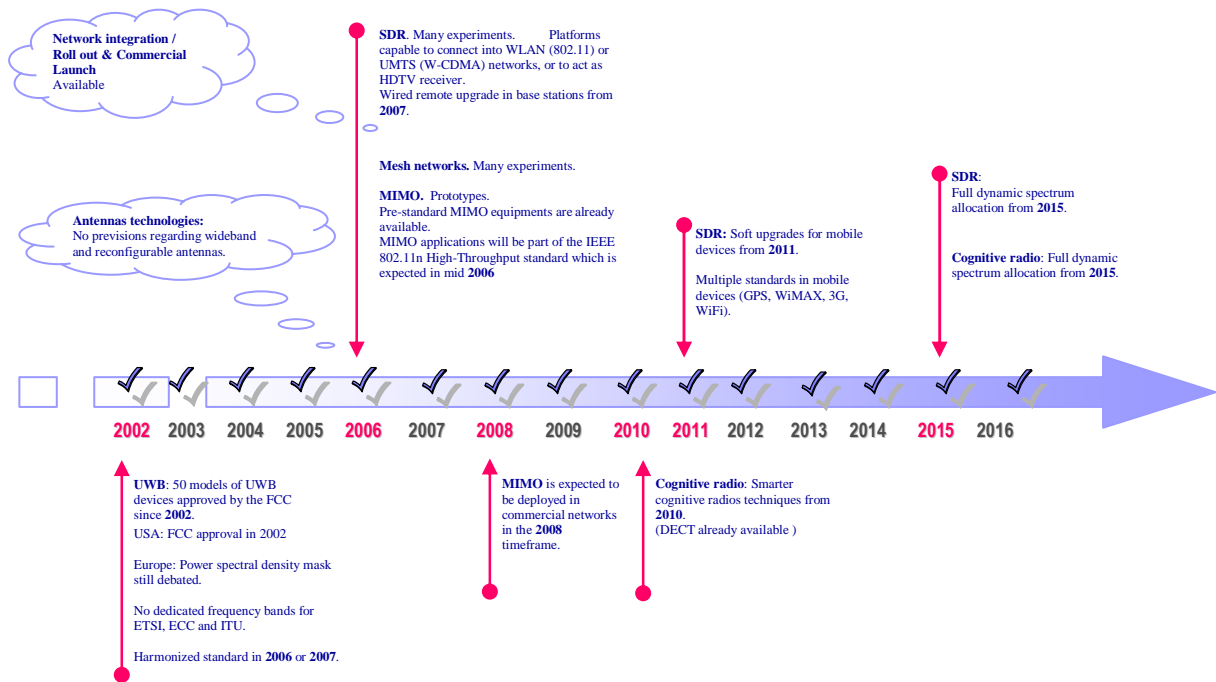 Network integration /
Roll out & Commercial
Launch
Available
SDR. Many experiments. Platforms
capable to connect into WLAN (802.11) or
UMTS (W-CDMA) networks, or to act as
HDTV receiver.
Wired remote upgrade in base stations from
2007.
Mesh networks. Many experiments.
MIMO. Prototypes.
Pre-standard MIMO equipments are already
available.
MIMO applications will be part of the IEEE
802.11n High-Throughput standard which is
expected in mid 2006
Antennas technologies:
No previsions regarding wideband
and reconfigurable antennas.
SDR: Soft upgrades for mobile
devices from 2011.
Multiple standards in mobile
devices (GPS, WiMAX, 3G,
WiFi).
SDR:
Full dynamic spectrum
allocation from 2015.
Cognitive radio: Full dynamic
spectrum allocation from 2015.
2002 2003 2004 2005 2006 2007 2008 2009 2010 2011 2012 2013 2014 2015 2016
UWB: 50 models of UWB
devices approved by the FCC
since 2002.
USA: FCC approval in 2002
Europe: Power spectral density mask
still debated.
No dedicated frequency bands for
ETSI, ECC and ITU.
Harmonized standard in 2006 or 2007.
MIMO is expected to
be deployed in
commercial networks
in the 2008
timeframe.
Cognitive radio: Smarter
cognitive radios techniques from
2010.
(DECT already available )